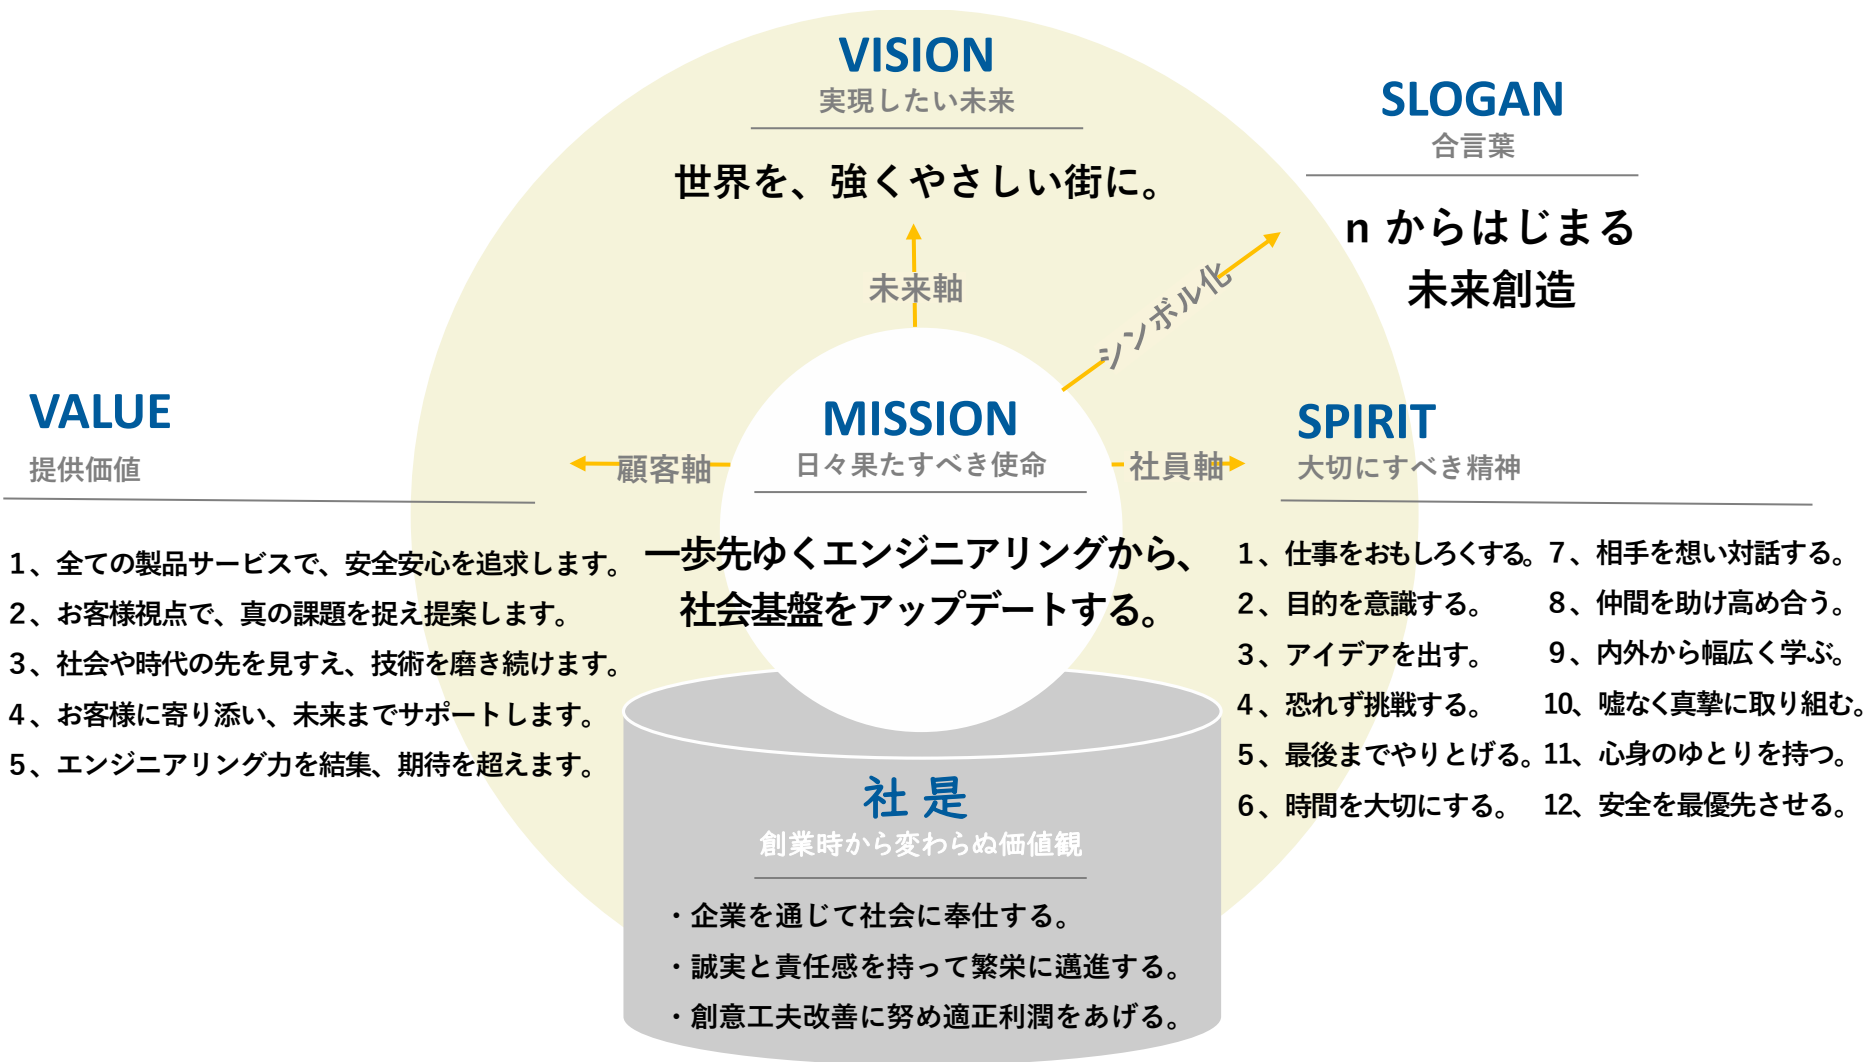 VISION
実現したい未来
世界を、強くやさしい街に。
SLOGAN
合言葉
n からはじまる
未来創造
未来軸
シンボル化
VALUE
提供価値
顧客軸
MISSION
日々果たすべき使命
社員軸
SPIRIT
大切にすべき精神
1、全ての製品サービスで、安全安心を追求します。
2、お客様視点で、真の課題を捉え提案します。
3、社会や時代の先を見すえ、技術を磨き続けます。
4、お客様に寄り添い、未来までサポートします。
5、エンジニアリング力を結集、期待を超えます。
一歩先ゆくエンジニアリングから、
社会基盤をアップデートする。
1、仕事をおもしろくする。
2、目的を意識する。
3、アイデアを出す。
4、恐れず挑戦する。
5、最後までやりとげる。
6、時間を大切にする。
7、相手を想い対話する。
8、仲間を助け高め合う。
9、内外から幅広く学ぶ。
10、嘘なく真摯に取り組む。
11、心身のゆとりを持つ。
12、安全を最優先させる。
社是
創業時から変わらぬ価値観
・企業を通じて社会に奉仕する。
・誠実と責任感を持って繁栄に邁進する。
・創意工夫改善に努め適正利潤をあげる。